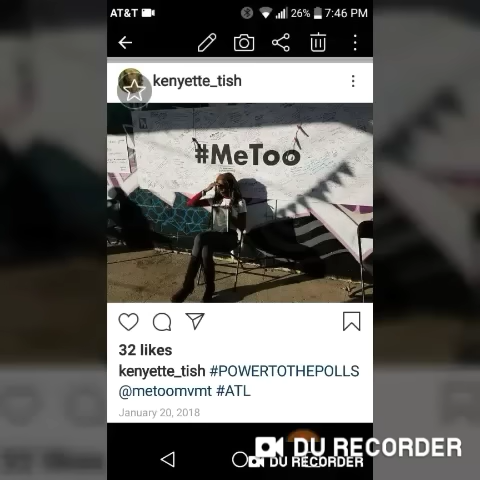 AT&T 26% 7:46 PM
kenyette_tish
#MeToo
32 likes
kenyette_tish #POWERTOTHEPOLLS
@metoomvmt #ATL
January 20, 2018
DU RECORDER
DU RECORDER